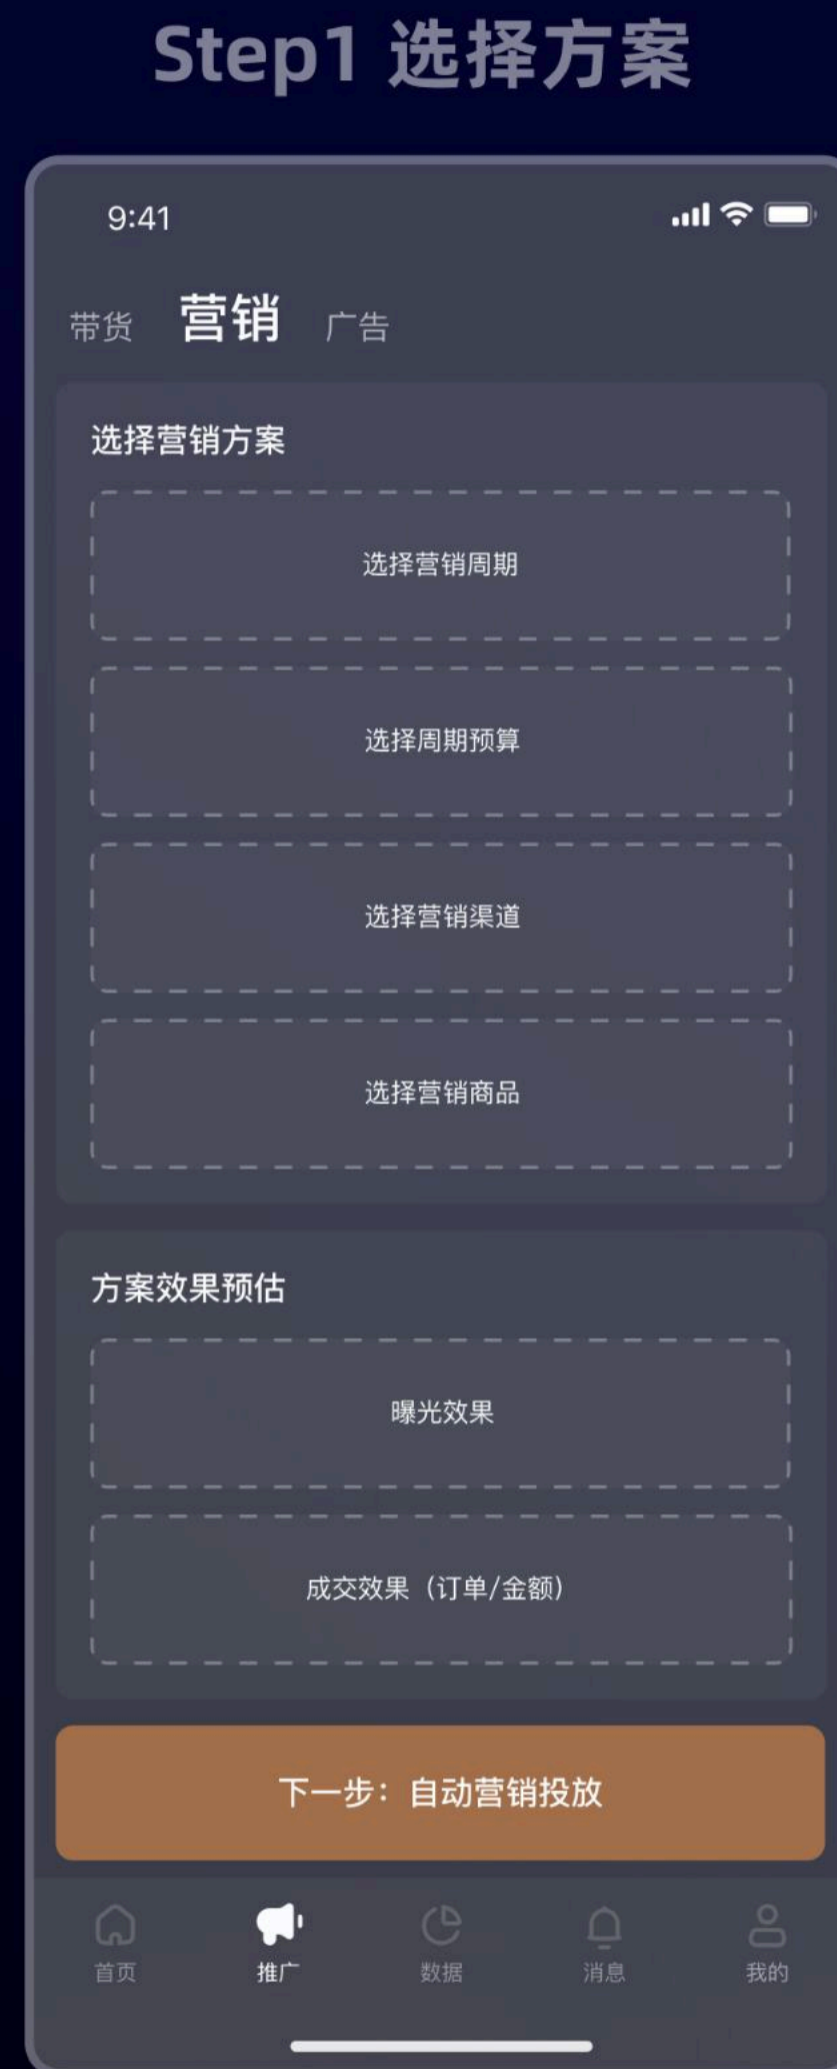 Step1 选择方案
9:41
带货 营销 广告
选择营销方案
选择营销周期
选择周期预算
选择营销渠道
选择营销商品
方案效果预估
曝光效果
成交效果（订单/金额）
下一步：自动营销投放
首页 推广 数据 消息 我的